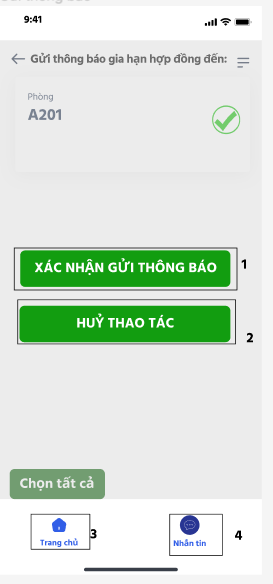 9:41
Gửi thông báo gia hạn hợp đồng đến:
Phòng
A201
XÁC NHẬN GỬI THÔNG BÁO
1
HUỶ THAO TÁC
2
Chọn tất cả
Trang chủ
3
Nhắn tin
4